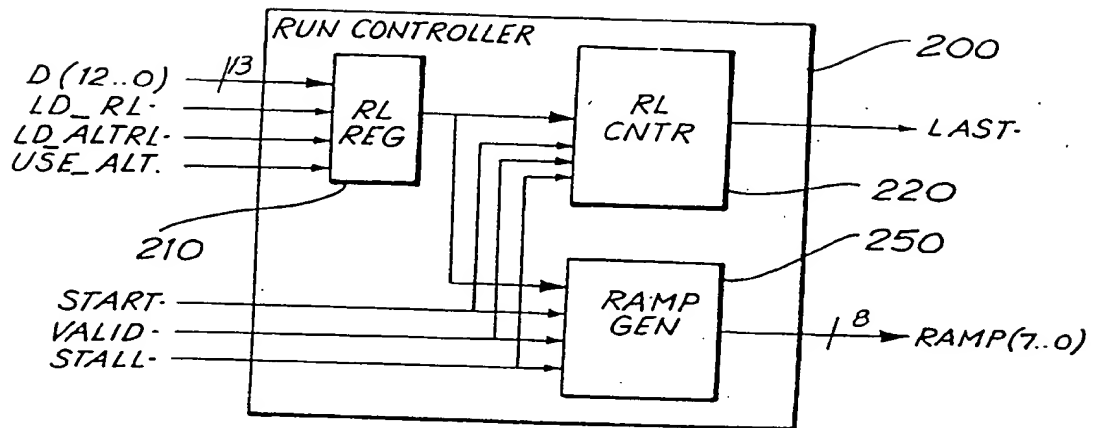 RUN CONTROLLER
200
D(12..0)
13
LD_RL-
LD_ALTRL-
USE_ALT.
RL
REG
RL
CNTR
LAST-
210
220
250
START-
VALID-
STALL-
RAMP
GEN
8
RAMP(7..0)